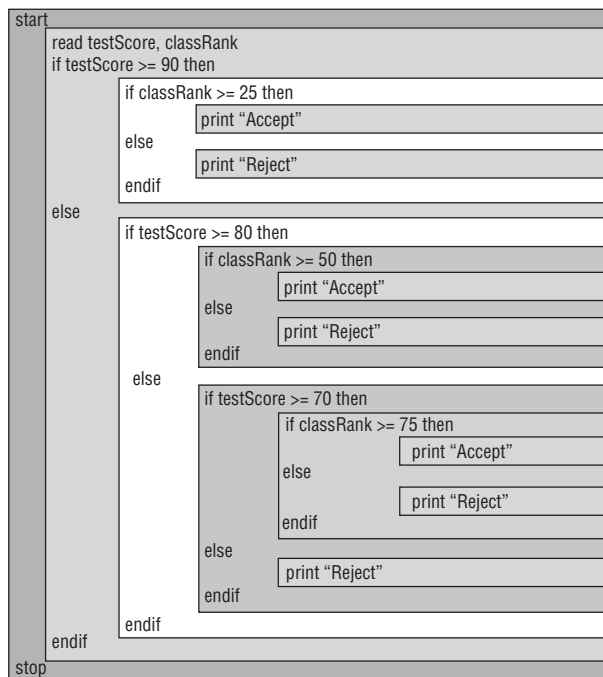 start
read testScore, classRank
if testScore >= 90 then
if classRank >= 25 then
print “Accept”
else
print “Reject”
endif
else
if testScore >= 80 then
if classRank >= 50 then
print “Accept”
else
print “Reject”
endif
else
if testScore >= 70 then
if classRank >= 75 then
print “Accept”
else
print “Reject”
endif
else
print “Reject”
endif
endif
endif
stop